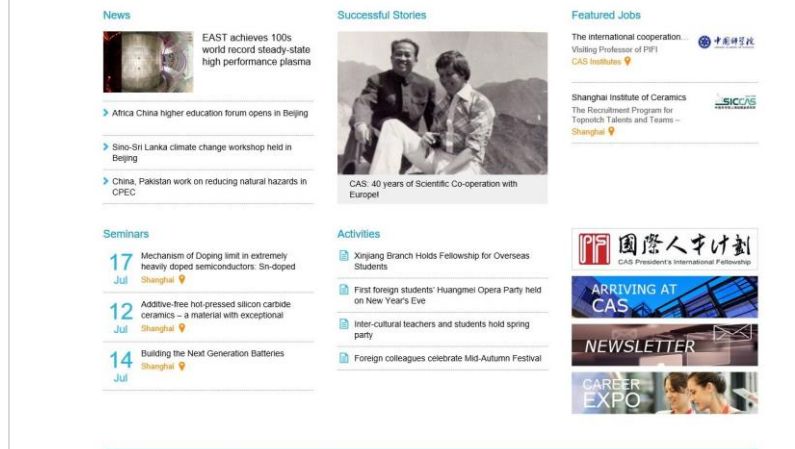 News
EAST achieves 100s
world record steady-state
high performance plasma
Africa China higher education forum opens in Beijing
Sino-Sri Lanka climate change workshop held in
Beijing
China, Pakistan work on reducing natural hazards in
CPEC
Successful Stories
CAS: 40 years of Scientific Co-operation with
Europe!
Featured Jobs
The international cooperation...
Visiting Professor of PIFI
CAS Institutes
中国科学院
Shanghai Institute of Ceramics
The Recruitment Program for
Topnotch Talents and Teams –
Shanghai
SICCAS
Seminars
17
Jul
Mechanism of Doping limit in extremely
heavily doped semiconductors: Sn-doped
Shanghai
12
Jul
Additive-free hot-pressed silicon carbide
ceramics – a material with exceptional
Shanghai
14
Jul
Building the Next Generation Batteries
Shanghai
Activities
Xinjiang Branch Holds Fellowship for Overseas
Students
First foreign students' Huangmei Opera Party held
on New Year's Eve
Inter-cultural teachers and students hold spring
party
Foreign colleagues celebrate Mid-Autumn Festival
PIFI
國際人才计劃
CAS President's International Fellowship
ARRIVING AT
CAS
NEWSLETTER
CAREER
EXPO